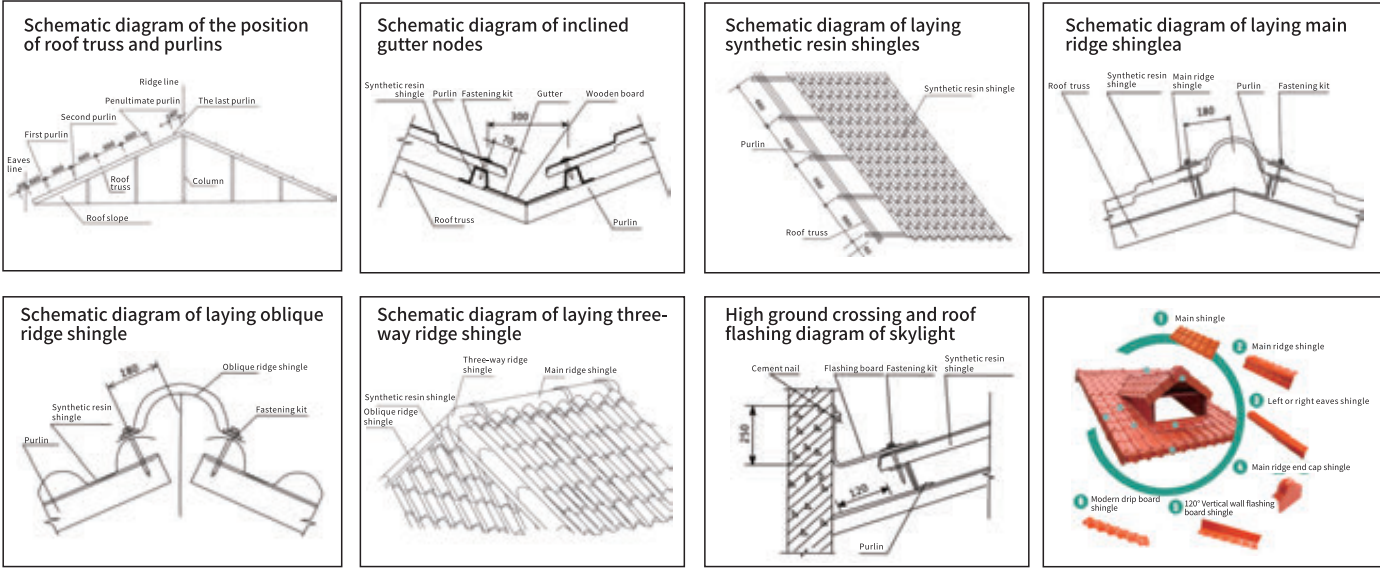 Schematic diagram of the position
of roof truss and purlins
Ridge line
Penultimate purlin
The last purlin
Second purlin
First purlin
Eaves
line
Roof
truss
Column
Roof slope
Schematic diagram of inclined
gutter nodes
Synthetic resin
shingle
Purlin
Fastening kit
Gutter
Wooden board
300
70
Roof truss
Purlin
Schematic diagram of laying
synthetic resin shingles
Synthetic resin shingle
Purlin
Roof truss
Schematic diagram of laying main
ridge shinglea
Roof truss
Synthetic resin
shingle
Main ridge
shingle
Purlin
Fastening kit
180
Schematic diagram of laying oblique
ridge shingle
180
Oblique ridge shingle
Synthetic resin
shingle
Fastening kit
Purlin
Schematic diagram of laying three-
way ridge shingle
Three-way ridge
shingle
Main ridge shingle
Synthetic resin shingle
Oblique ridge
shingle
High ground crossing and roof
flashing diagram of skylight
Cement nail
Flashing board
Fastening kit
Synthetic resin
shingle
250
120
Purlin
1 Main shingle
2 Main ridge shingle
3 Left or right eaves shingle
4 Main ridge end cap shingle
5 120° Vertical wall flashing
board shingle
Modern drip board
shingle